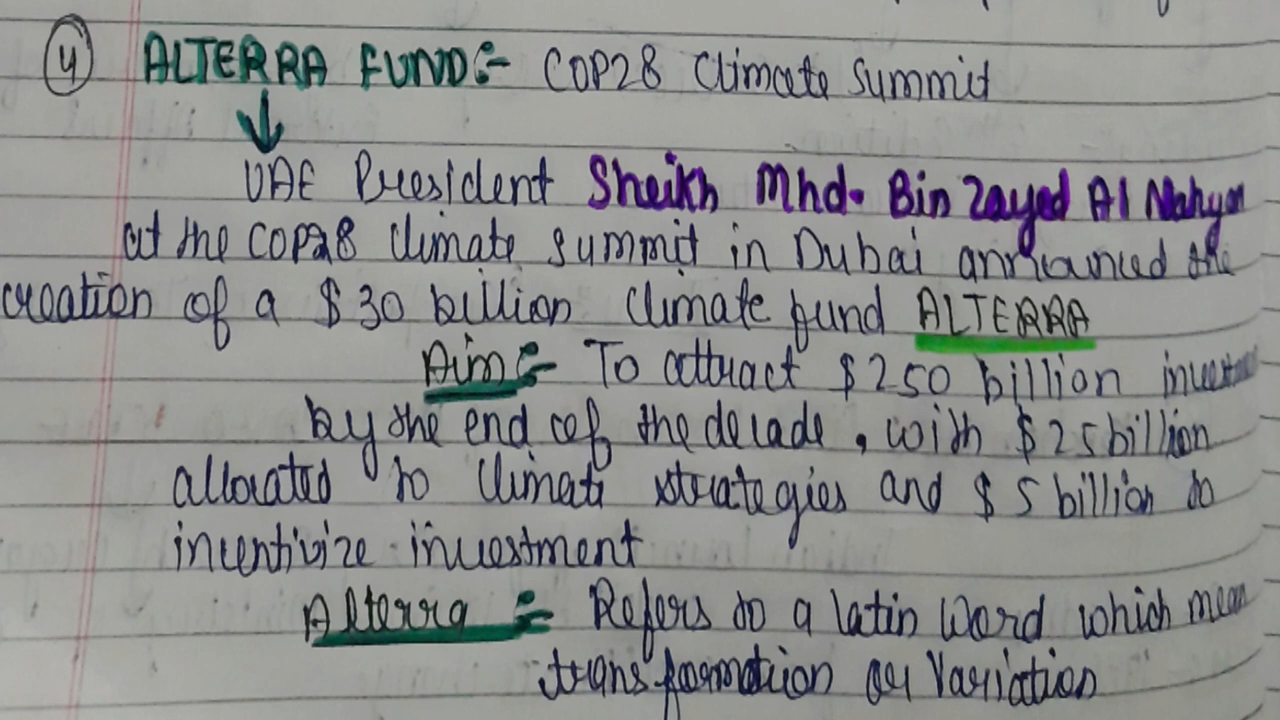 4 ALTERRA FUND:- COP28 Climate Summit
UAE President Sheikh Mhd. Bin Zayed Al Nahyan
at the COP28 climate summit in Dubai announced the
creation of a $30 billion climate fund ALTERRA
Aim:- To attract $250 billion
by the end of the decade, with $25 billion
allocated to climate strategies and $5 billion to
incentivize investment
Alterra :- Refers to a latin word which mean
transformation or Variation